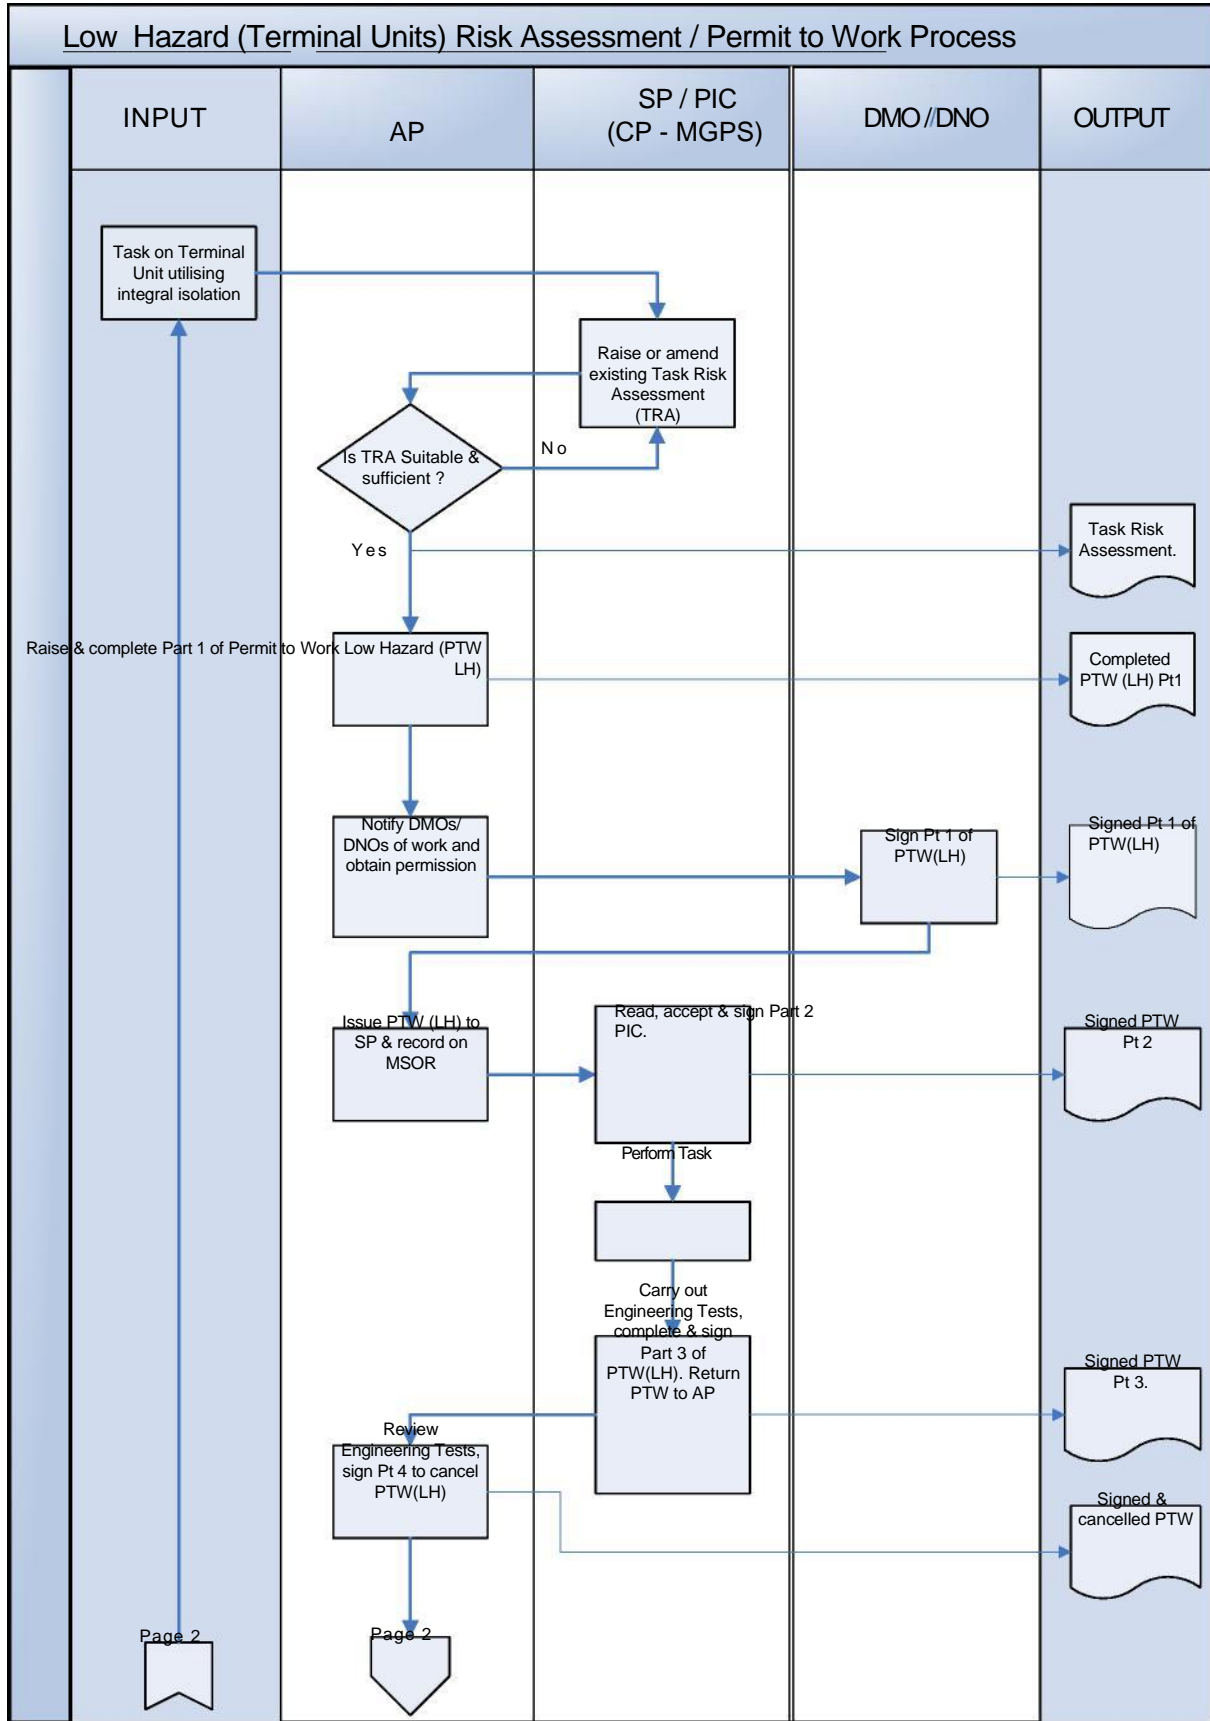 Low Hazard (Terminal Units) Risk Assessment / Permit to Work Process
INPUT
AP
SP / PIC
(CP - MGPS)
DMO //DNO
OUTPUT
Task on Terminal
Unit utilising
integral isolation
Raise or amend
existing Task Risk
Assessment
(TRA)
Is TRA Suitable &
sufficient ?
No
Yes
Task Risk
Assessment.
Raise & complete Part 1 of Permit to Work Low Hazard (PTW
LH)
Completed
PTW (LH) Pt1
Notify DMOs/
DNOs of work and
obtain permission
Sign Pt 1 of
PTW(LH)
Signed Pt 1 of
PTW(LH)
Issue PTW (LH) to
SP & record on
MSOR
Read, accept & sign Part 2
PIC.
Signed PTW
Pt 2
Perform Task
Carry out
Engineering Tests,
complete & sign
Part 3 of
PTW(LH). Return
PTW to AP
Signed PTW
Pt 3.
Review
Engineering Tests,
sign Pt 4 to cancel
PTW(LH)
Signed &
cancelled PTW
Page 2
Page 2